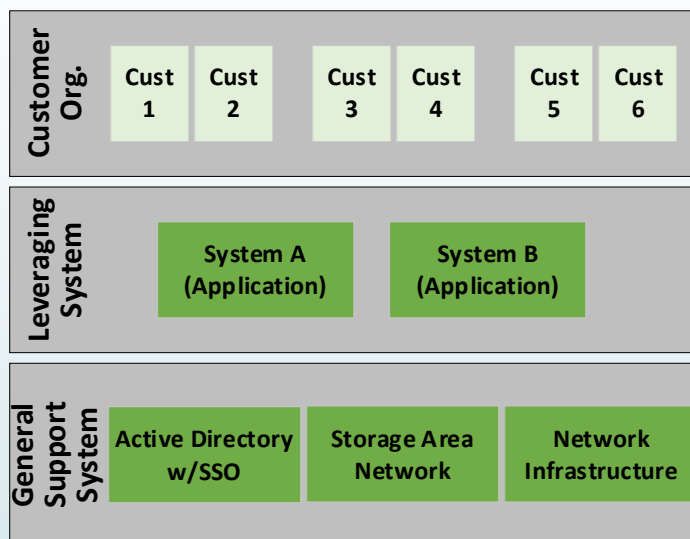 Customer
Org.
Cust
1
Cust
2
Cust
3
Cust
4
Cust
5
Cust
6
Leveraging
System
System A
(Application)
System B
(Application)
General
Support
System
Active Directory
w/SSO
Storage Area
Network
Network
Infrastructure